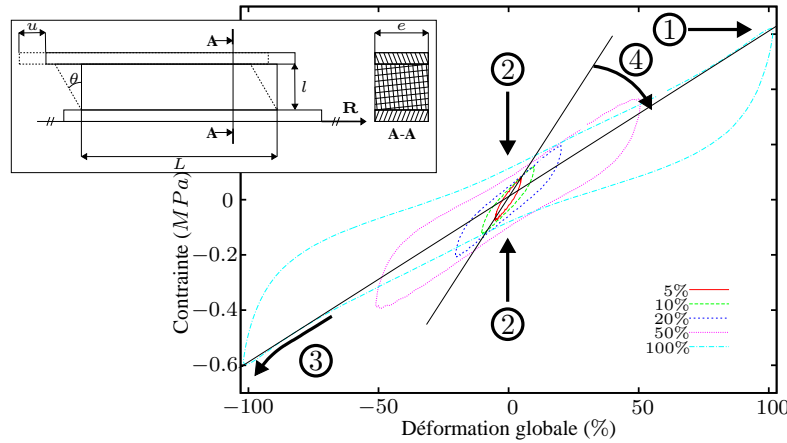 u
A
e
θ
l
R
A
A-A
L
1
2
4
Contrainte (MPa)
0
−0.2
−0.4
−0.6
2
3
5%
10%
20%
50%
100%
−100
−50
0
50
100
Déformation globale (%)